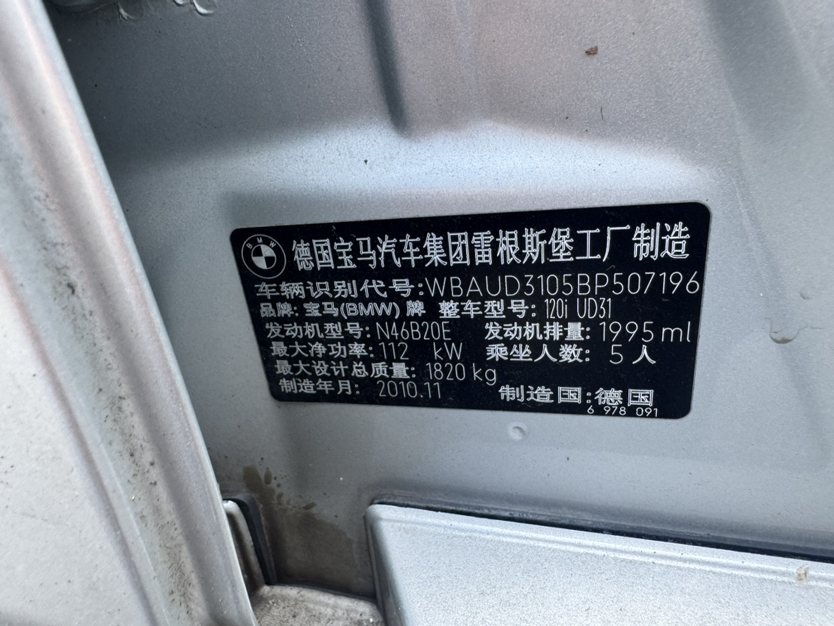 BMW
德国宝马汽车集团雷根斯堡工厂制造
车辆识别代号:WBAUD3105BP507196
品牌: 宝马(BMW) 牌 整车型号: 120i UD31
发动机型号: N46B20E 发动机排量: 1995 ml
最大净功率: 112 kW 乘坐人数: 5 人
最大设计总质量: 1820 kg
制造年月: 2010.11 制造国: 德国
6 978 091